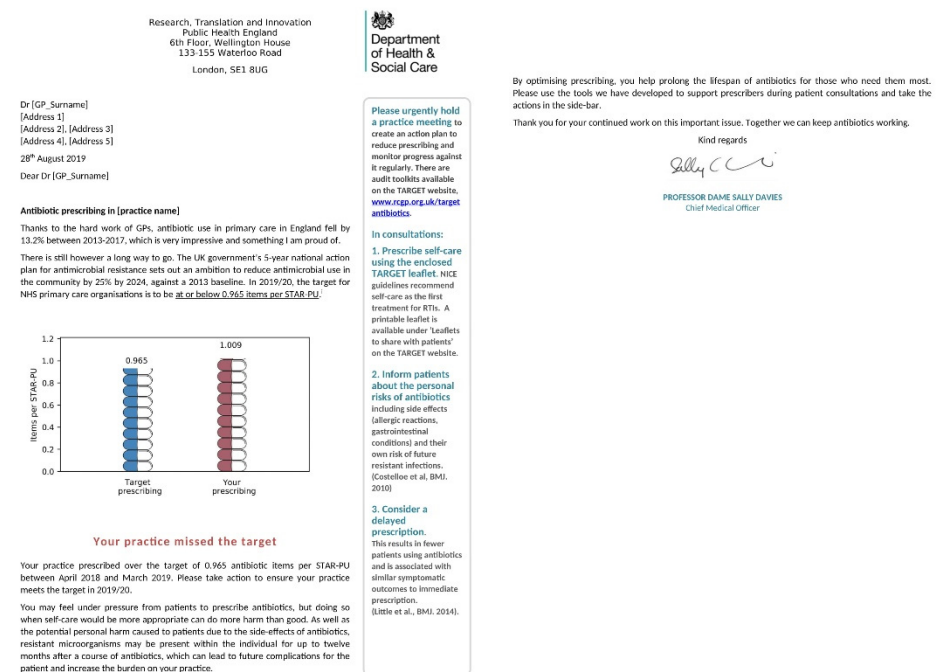 Research, Translation and Innovation
Public Health England
6th Floor, Wellington House
133-155 Waterloo Road
London, SE1 8UG
Department
of Health &
Social Care
Dr [GP_Surname]
[Address 1]
[Address 2], [Address 3]
[Address 4], [Address 5]
28th August 2019
Dear Dr [GP_Surname]
Antibiotic prescribing in [practice name]
Thanks to the hard work of GPs, antibiotic use in primary care in England fell by
13.2% between 2013-2017, which is very impressive and something I am proud of.
There is still however a long way to go. The UK government's 5-year national action
plan for antimicrobial resistance sets out an ambition to reduce antimicrobial use in
the community by 25% by 2024, against a 2013 baseline. In 2019/20, the target for
NHS primary care organisations is to be at or below 0.965 items per STAR-PU.
1.2
1.0
0.8
0.6
0.4
0.2
0.0
Items per STAR-PU
0.965
1.009
Target
prescribing
Your
prescribing
Your practice missed the target
Your practice prescribed over the target of 0.965 antibiotic items per STAR-PU
between April 2018 and March 2019. Please take action to ensure your practice
meets the target in 2019/20.
You may feel under pressure from patients to prescribe antibiotics, but doing so
when self-care would be more appropriate can do more harm than good. As well as
the potential personal harm caused to patients due to the side-effects of antibiotics,
resistant microorganisms may be present within the individual for up to twelve
months after a course of antibiotics, which can lead to future complications for the
patient and increase the burden on your practice.
Please urgently hold
a practice meeting to
create an action plan to
reduce prescribing and
monitor progress against
it regularly. There are
audit toolkits available
on the TARGET website,
www.rcgp.org.uk/target
antibiotics.
In consultations:
1. Prescribe self-care
using the enclosed
TARGET leaflet. NICE
guidelines recommend
self-care as the first
treatment for RTIs. A
printable leaflet is
available under 'Leaflets
to share with patients'
on the TARGET website.
2. Inform patients
about the personal
risks of antibiotics
including side effects
(allergic reactions,
gastrointestinal
conditions) and their
own risk of future
resistant infections.
(Costelloe et al, BMJ.
2010)
3. Consider a
delayed
prescription.
This results in fewer
patients using antibiotics
and is associated with
similar symptomatic
outcomes to immediate
prescription.
(Little et al., BMJ. 2014).
By optimising prescribing, you help prolong the lifespan of antibiotics for those who need them most.
Please use the tools we have developed to support prescribers during patient consultations and take the
actions in the side-bar.
Thank you for your continued work on this important issue. Together we can keep antibiotics working.
Kind regards
Sally C
PROFESSOR DAME SALLY DAVIES
Chief Medical Officer